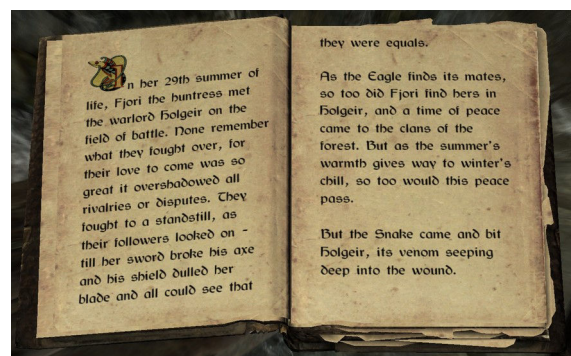 In her 29th summer of
life, Fjori the huntress met
the warlord Holgeir on the
field of battle. None remember
what they fought over, for
their love to come was so
great it overshadowed all
rivalries or disputes. They
fought to a standstill, as
their followers looked on -
till her sword broke his axe
and his shield dulled her
blade and all could see that
they were equals.

As the Eagle finds its mates,
so too did Fjori find hers in
Holgeir, and a time of peace
came to the clans of the
forest. But as the summer's
warmth gives way to winter's
chill, so too would this peace
pass.

But the Snake came and bit
Holgeir, its venom seeping
deep into the wound.